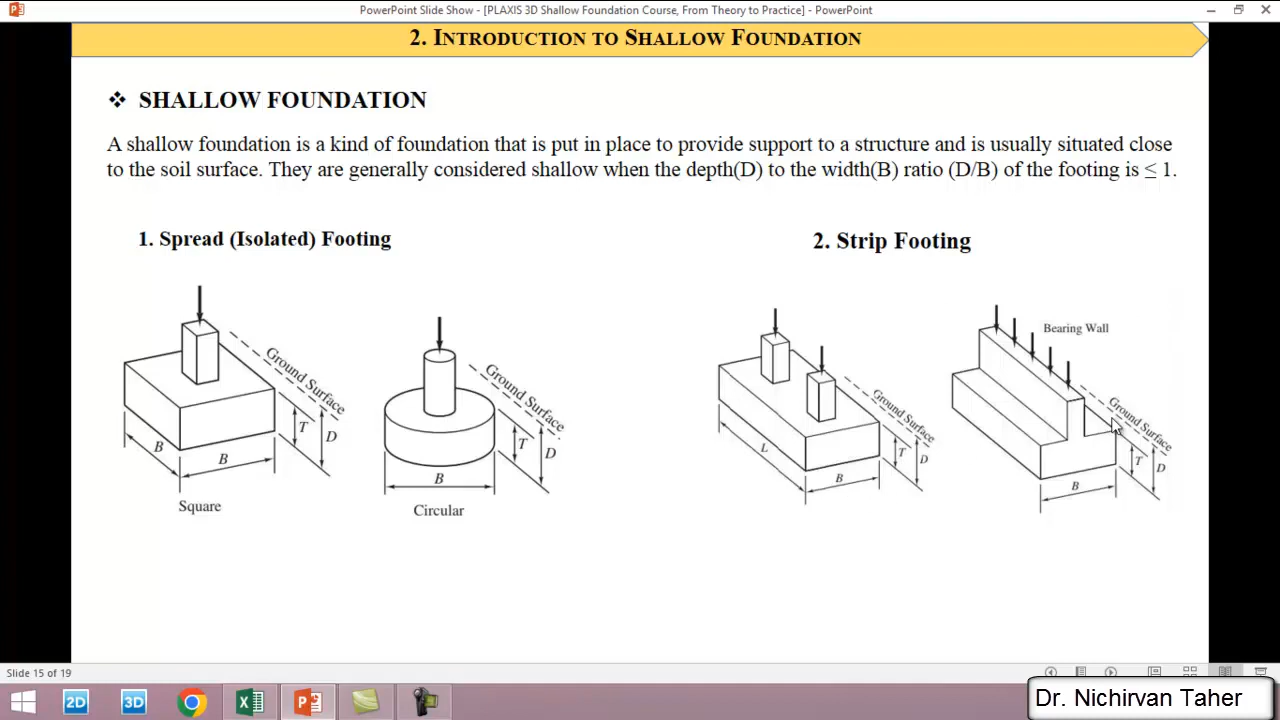 PowerPoint Slide Show - [PLAXIS 3D Shallow Foundation Course, From Theory to Practice] - PowerPoint
2. INTRODUCTION TO SHALLOW FOUNDATION
❖ SHALLOW FOUNDATION
A shallow foundation is a kind of foundation that is put in place to provide support to a structure and is usually situated close
to the soil surface. They are generally considered shallow when the depth(D) to the width(B) ratio (D/B) of the footing is ≤ 1.
1. Spread (Isolated) Footing
Ground Surface
T
D
B
B
Square
Ground Surface
T
D
B
Circular
2. Strip Footing
Ground Surface
T
D
L
B
Bearing Wall
Ground Surface
T
D
B
Slide 15 of 19
2D
3D
Dr. Nichirvan Taher